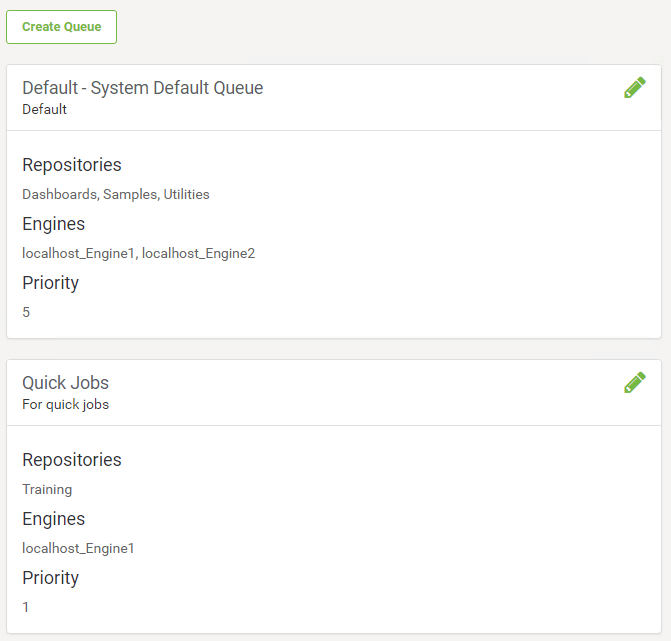 Create Queue
Default - System Default Queue
Default
Repositories
Dashboards, Samples, Utilities
Engines
localhost_Engine1, localhost_Engine2
Priority
5
Quick Jobs
For quick jobs
Repositories
Training
Engines
localhost_Engine1
Priority
1